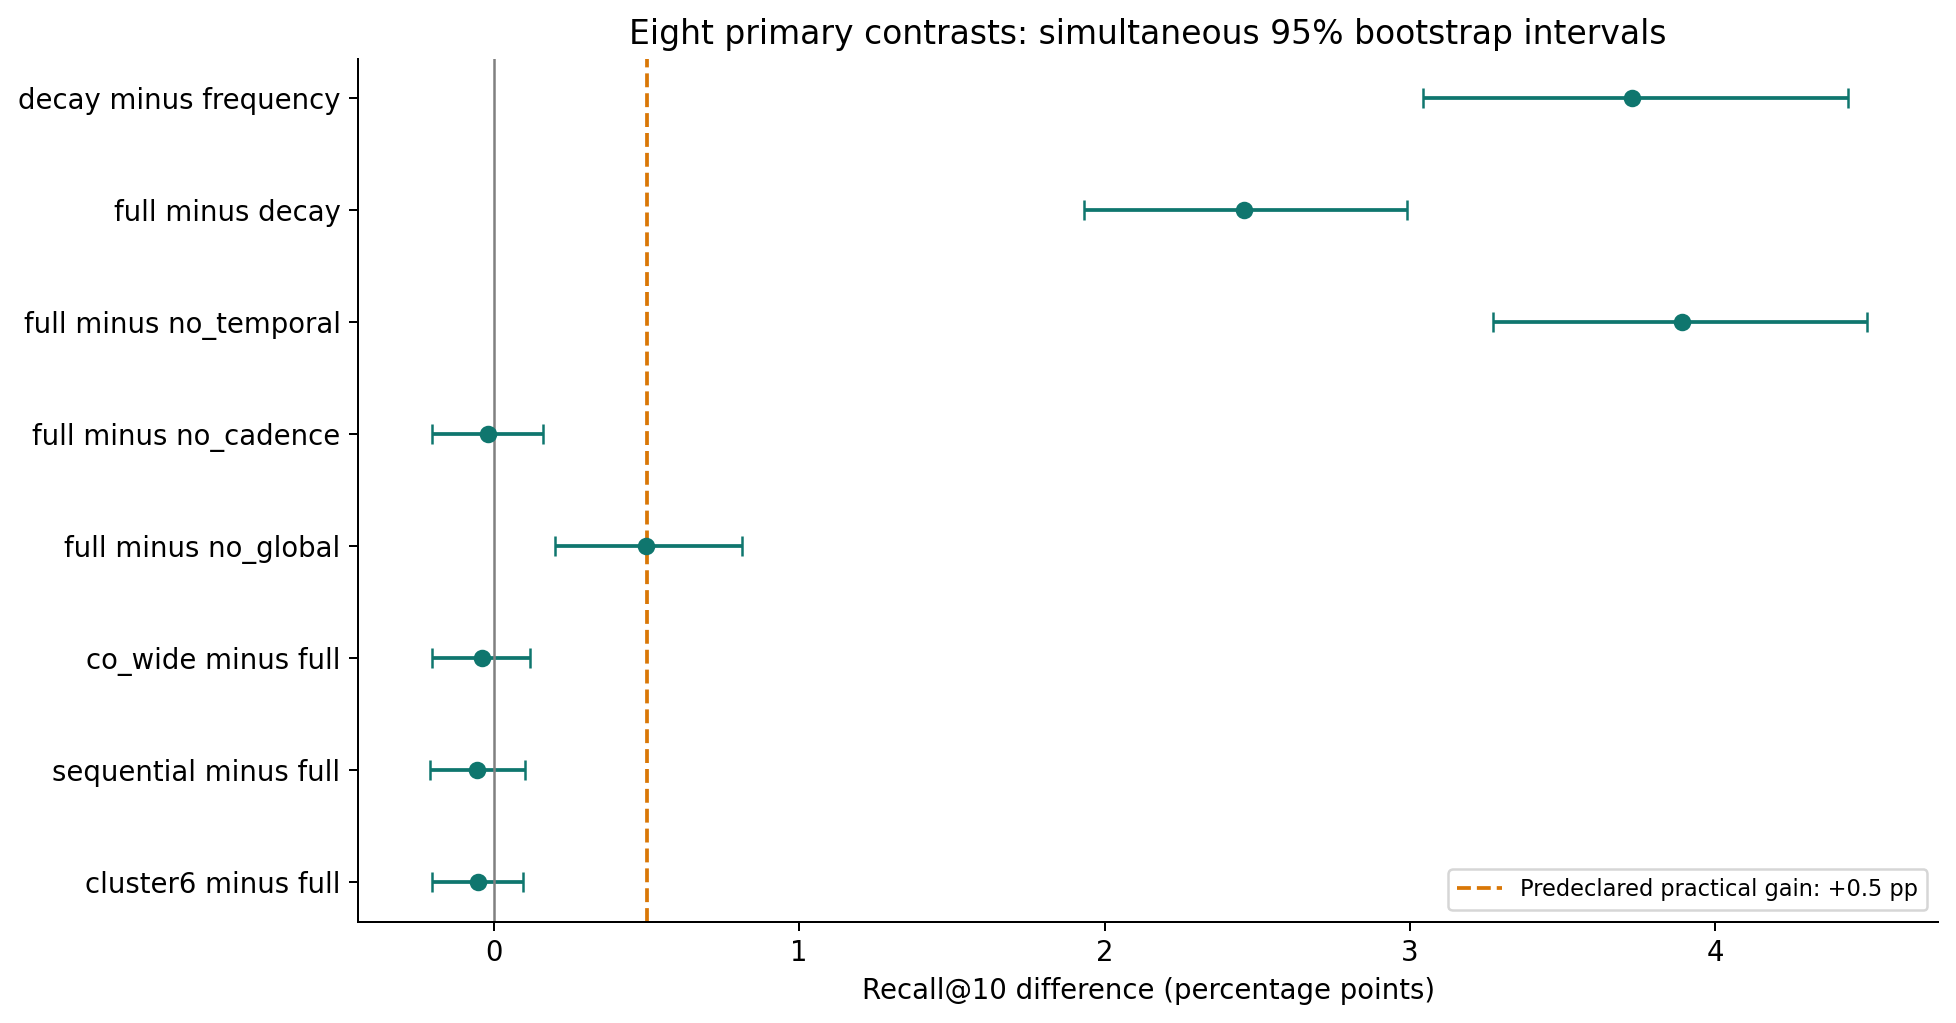 Eight primary contrasts: simultaneous 95% bootstrap intervals
decay minus frequency
full minus decay
full minus no_temporal
full minus no_cadence
full minus no_global
co_wide minus full
sequential minus full
cluster6 minus full
Predeclared practical gain: +0.5 pp
0 1 2 3 4
Recall@10 difference (percentage points)